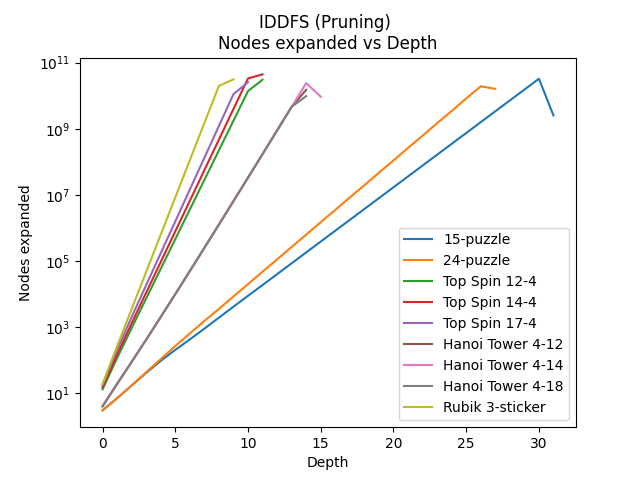 IDDFS (Pruning)
Nodes expanded vs Depth
Nodes expanded
10^11
10^9
10^7
10^5
10^3
10^1
0 5 10 15 20 25 30
Depth
15-puzzle
24-puzzle
Top Spin 12-4
Top Spin 14-4
Top Spin 17-4
Hanoi Tower 4-12
Hanoi Tower 4-14
Hanoi Tower 4-18
Rubik 3-sticker